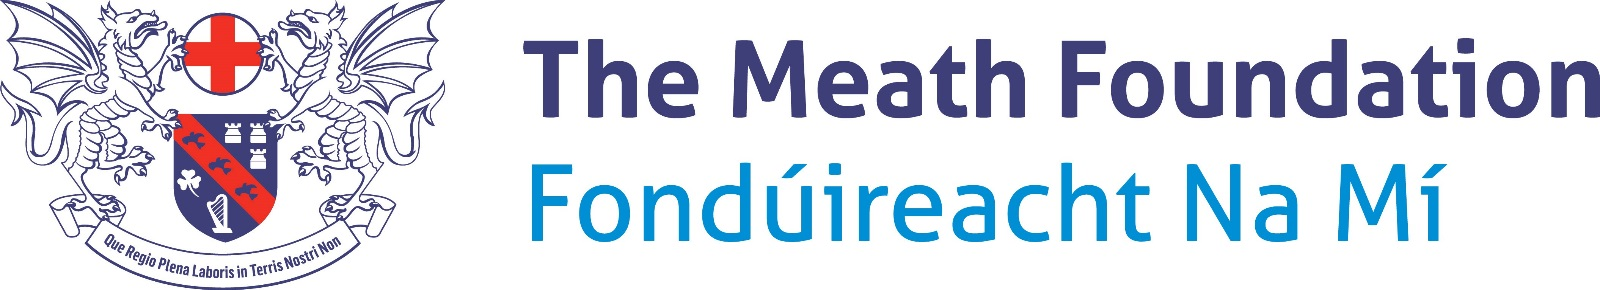 The Meath Foundation
Fondúireacht Na Mí
Que Regio Plena Laboris in Terris Nostri Non